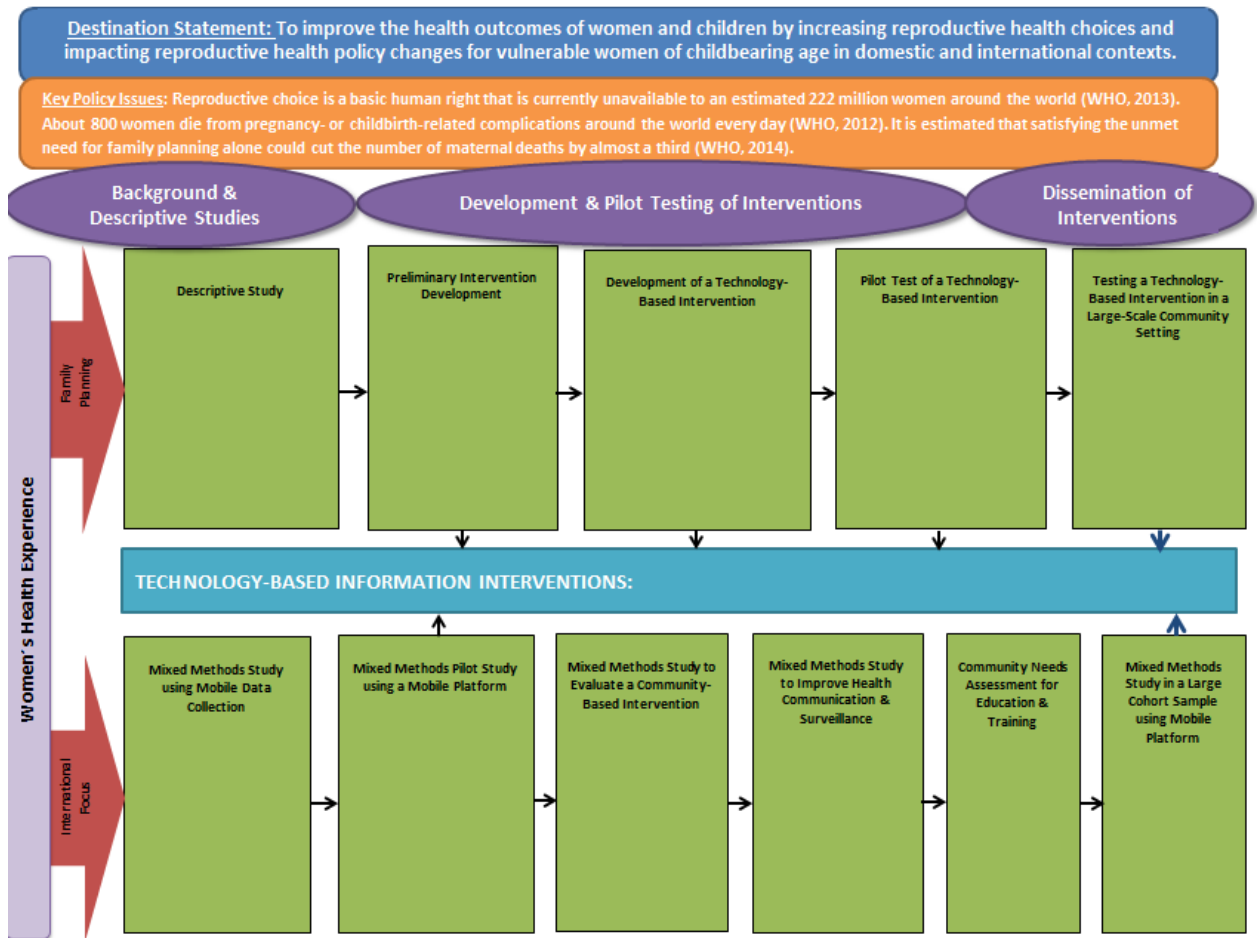 Destination Statement: To improve the health outcomes of women and children by increasing reproductive health choices and
impacting reproductive health policy changes for vulnerable women of childbearing age in domestic and international contexts.
Key Policy Issues: Reproductive choice is a basic human right that is currently unavailable to an estimated 222 million women around the world (WHO, 2013).
About 800 women die from pregnancy- or childbirth-related complications around the world every day (WHO, 2012). It is estimated that satisfying the unmet
need for family planning alone could cut the number of maternal deaths by almost a third (WHO, 2014).
Background &
Descriptive Studies
Development & Pilot Testing of Interventions
Dissemination of
Interventions
Women's Health Experience
Family
Planning
Descriptive Study
Preliminary Intervention
Development
Development of a Technology-
Based Intervention
Pilot Test of a Technology-
Based Intervention
Testing a Technology-
Based Intervention in a
Large-Scale Community
Setting
TECHNOLOGY-BASED INFORMATION INTERVENTIONS:
International
Focus
Mixed Methods Study
using Mobile Data
Collection
Mixed Methods Pilot Study
using a Mobile Platform
Mixed Methods Study to
Evaluate a Community-
Based Intervention
Mixed Methods Study
to Improve Health
Communication &
Surveillance
Community Needs
Assessment for
Education &
Training
Mixed Methods
Study in a Large
Cohort Sample
using Mobile
Platform